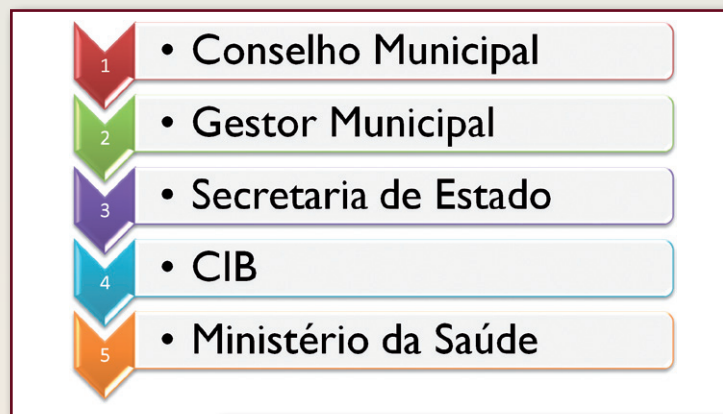 1 • Conselho Municipal
2 • Gestor Municipal
3 • Secretaria de Estado
4 • CIB
5 • Ministério da Saúde